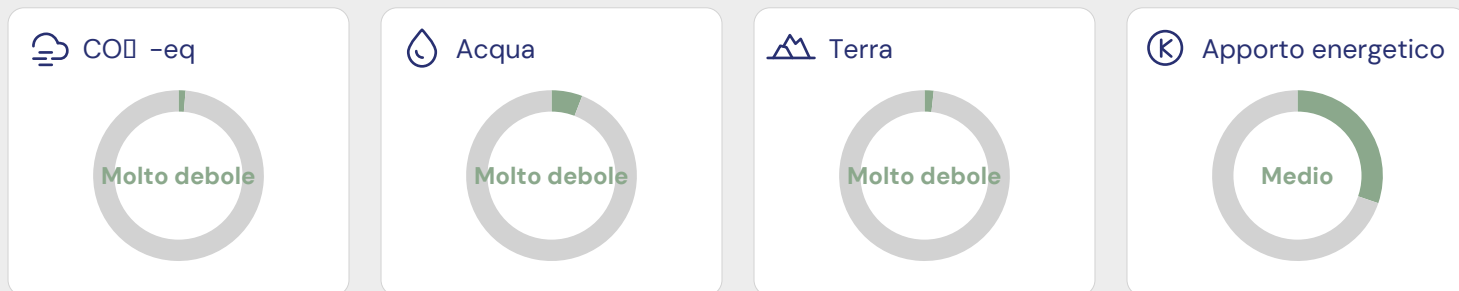 CO▯ -eq
Acqua
Terra
Apporto energetico
Molto debole
Molto debole
Molto debole
Medio